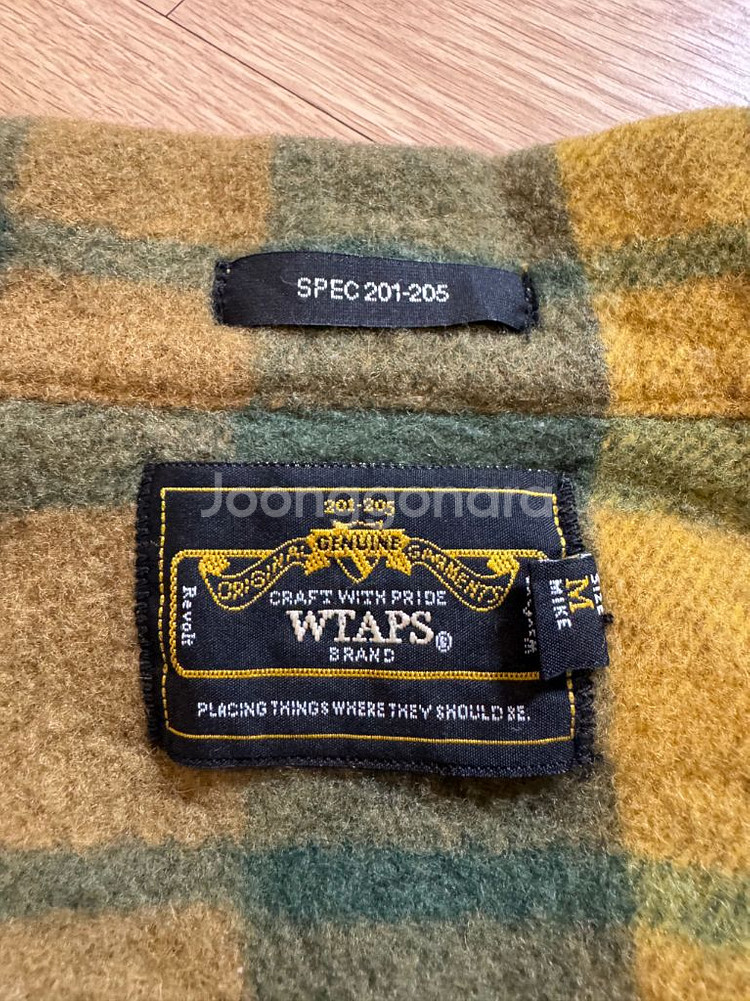 SPEC 201-205
Joonggonara
201-205
ORIGINAL GENUINE GARMENTS
CRAFT WITH PRIDE
Revolt
WTAPS®
BRAND
PLACING THINGS WHERE THEY SHOULD BE.
SIZE
M
MIKE